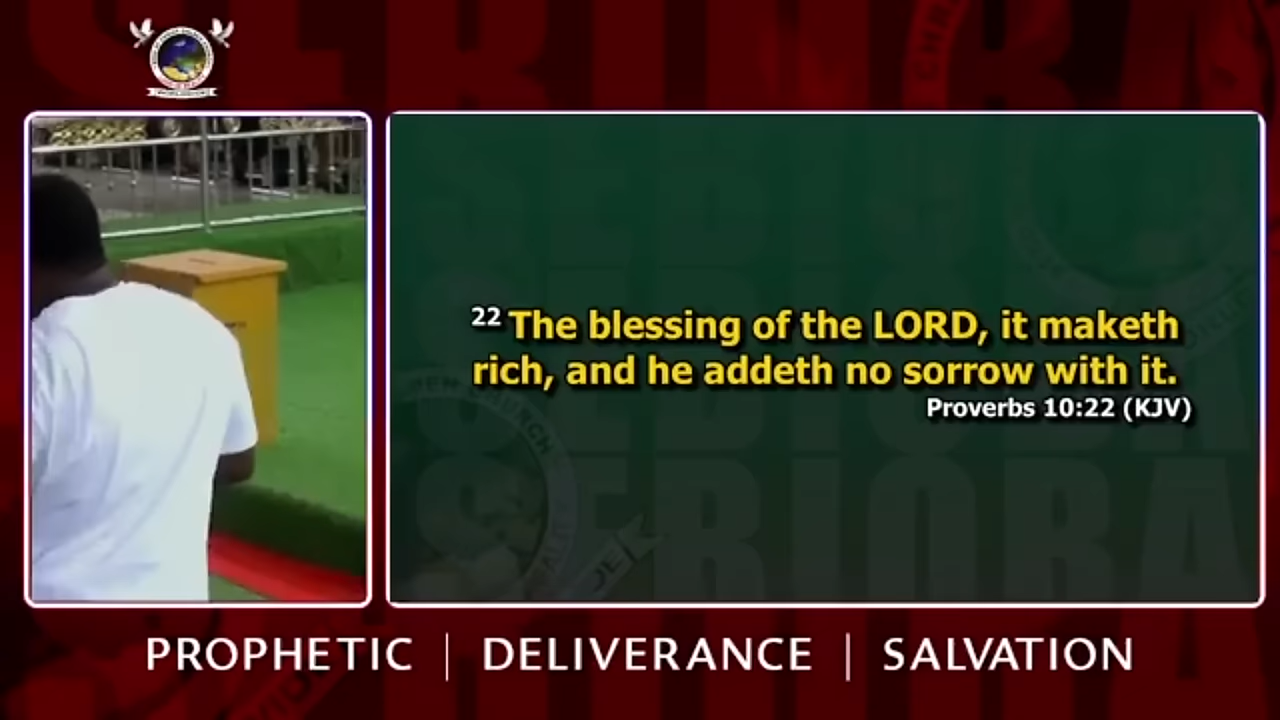 22 The blessing of the LORD, it maketh
rich, and he addeth no sorrow with it.
Proverbs 10:22 (KJV)
PROPHETIC | DELIVERANCE | SALVATION